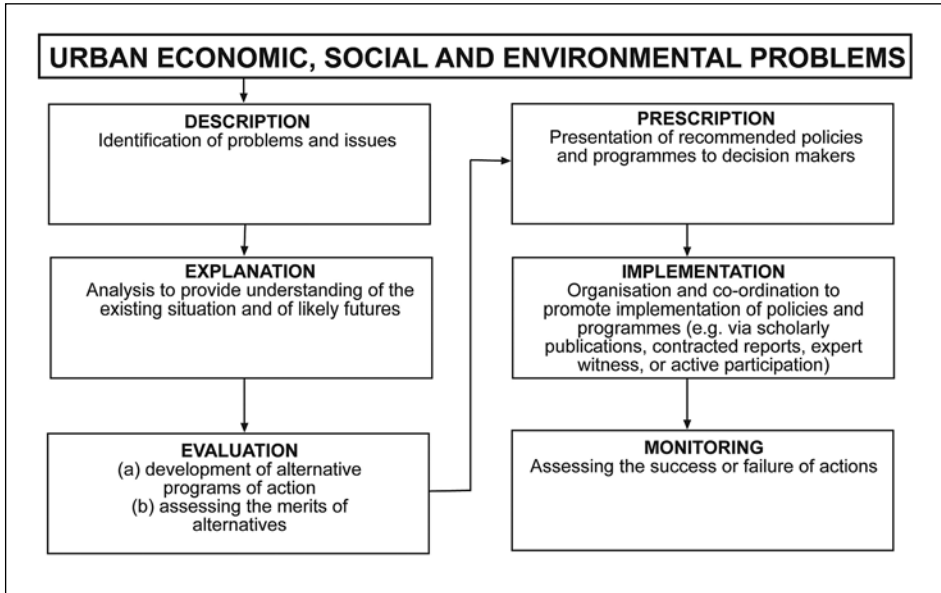 URBAN ECONOMIC, SOCIAL AND ENVIRONMENTAL PROBLEMS
DESCRIPTION
Identification of problems and issues
EXPLANATION
Analysis to provide understanding of the
existing situation and of likely futures
EVALUATION
(a) development of alternative
programs of action
(b) assessing the merits of
alternatives
PRESCRIPTION
Presentation of recommended policies
and programmes to decision makers
IMPLEMENTATION
Organisation and co-ordination to
promote implementation of policies and
programmes (e.g. via scholarly
publications, contracted reports, expert
witness, or active participation)
MONITORING
Assessing the success or failure of actions